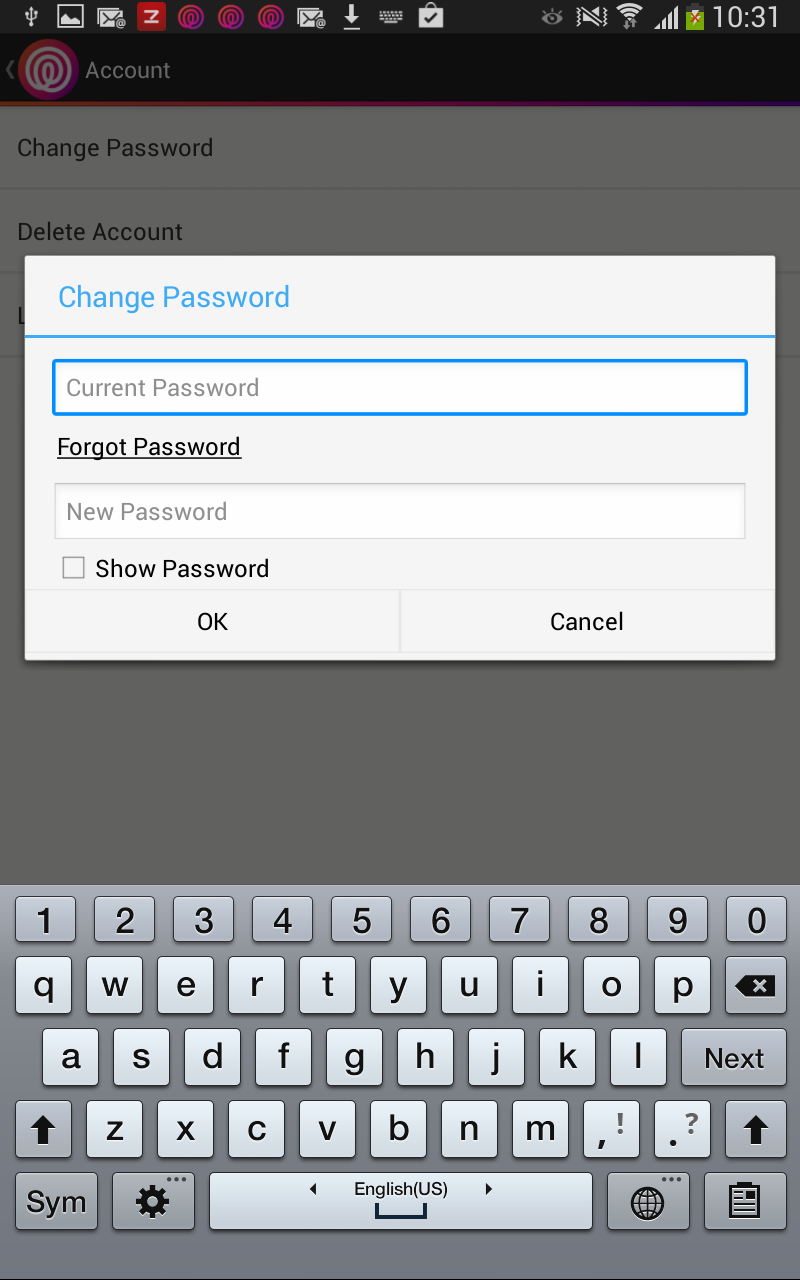 10:31
Account
Change Password
Delete Account
L
Change Password
Current Password
Forgot Password
New Password
Show Password
OK Cancel
1 2 3 4 5 6 7 8 9 0
q w e r t y u i o p
a s d f g h j k l Next
z x c v b n m , ! . ?
Sym English(US)